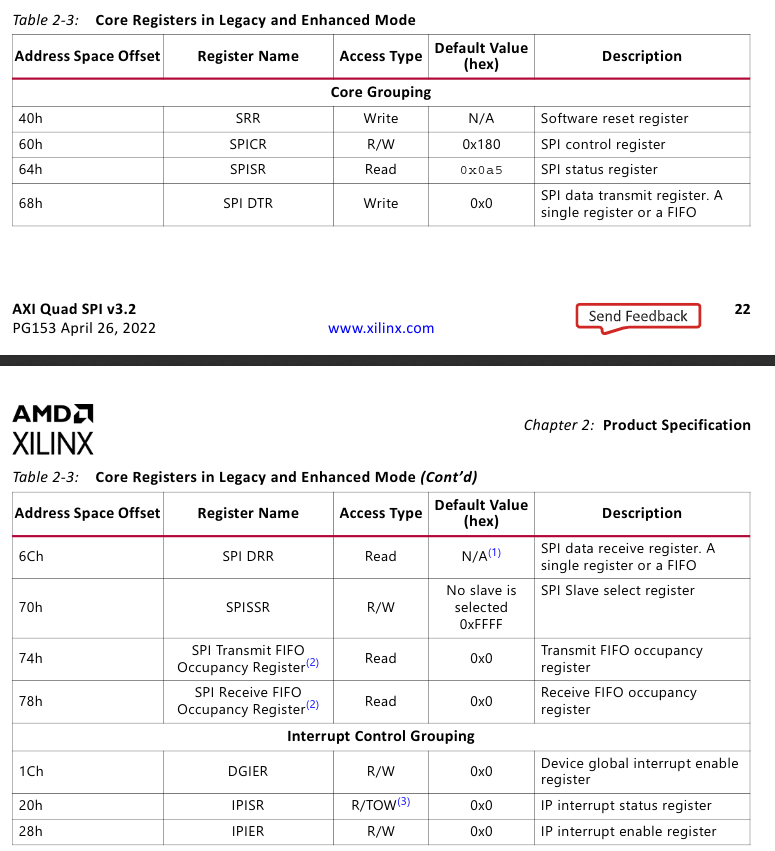 Table 2-3: Core Registers in Legacy and Enhanced Mode
Address Space Offset Register Name Access Type Default Value (hex) Description
Core Grouping
40h SRR Write N/A Software reset register
60h SPICR R/W 0x180 SPI control register
64h SPISR Read 0x0a5 SPI status register
68h SPI DTR Write 0x0 SPI data transmit register. A
single register or a FIFO
AXI Quad SPI v3.2
PG153 April 26, 2022
www.xilinx.com
Send Feedback
22
AMD
XILINX
Chapter 2: Product Specification
Table 2-3: Core Registers in Legacy and Enhanced Mode (Cont’d)
Address Space Offset Register Name Access Type Default Value (hex) Description
6Ch SPI DRR Read N/A(1) SPI data receive register. A
single register or a FIFO
70h SPISSR R/W No slave is
selected
0xFFFF
SPI Slave select register
74h SPI Transmit FIFO
Occupancy Register(2)
Read 0x0 Transmit FIFO occupancy
register
78h SPI Receive FIFO
Occupancy Register(2)
Read 0x0 Receive FIFO occupancy
register
Interrupt Control Grouping
1Ch DGIER R/W 0x0 Device global interrupt enable
register
20h IPISR R/TOW(3) 0x0 IP interrupt status register
28h IPIER R/W 0x0 IP interrupt enable register